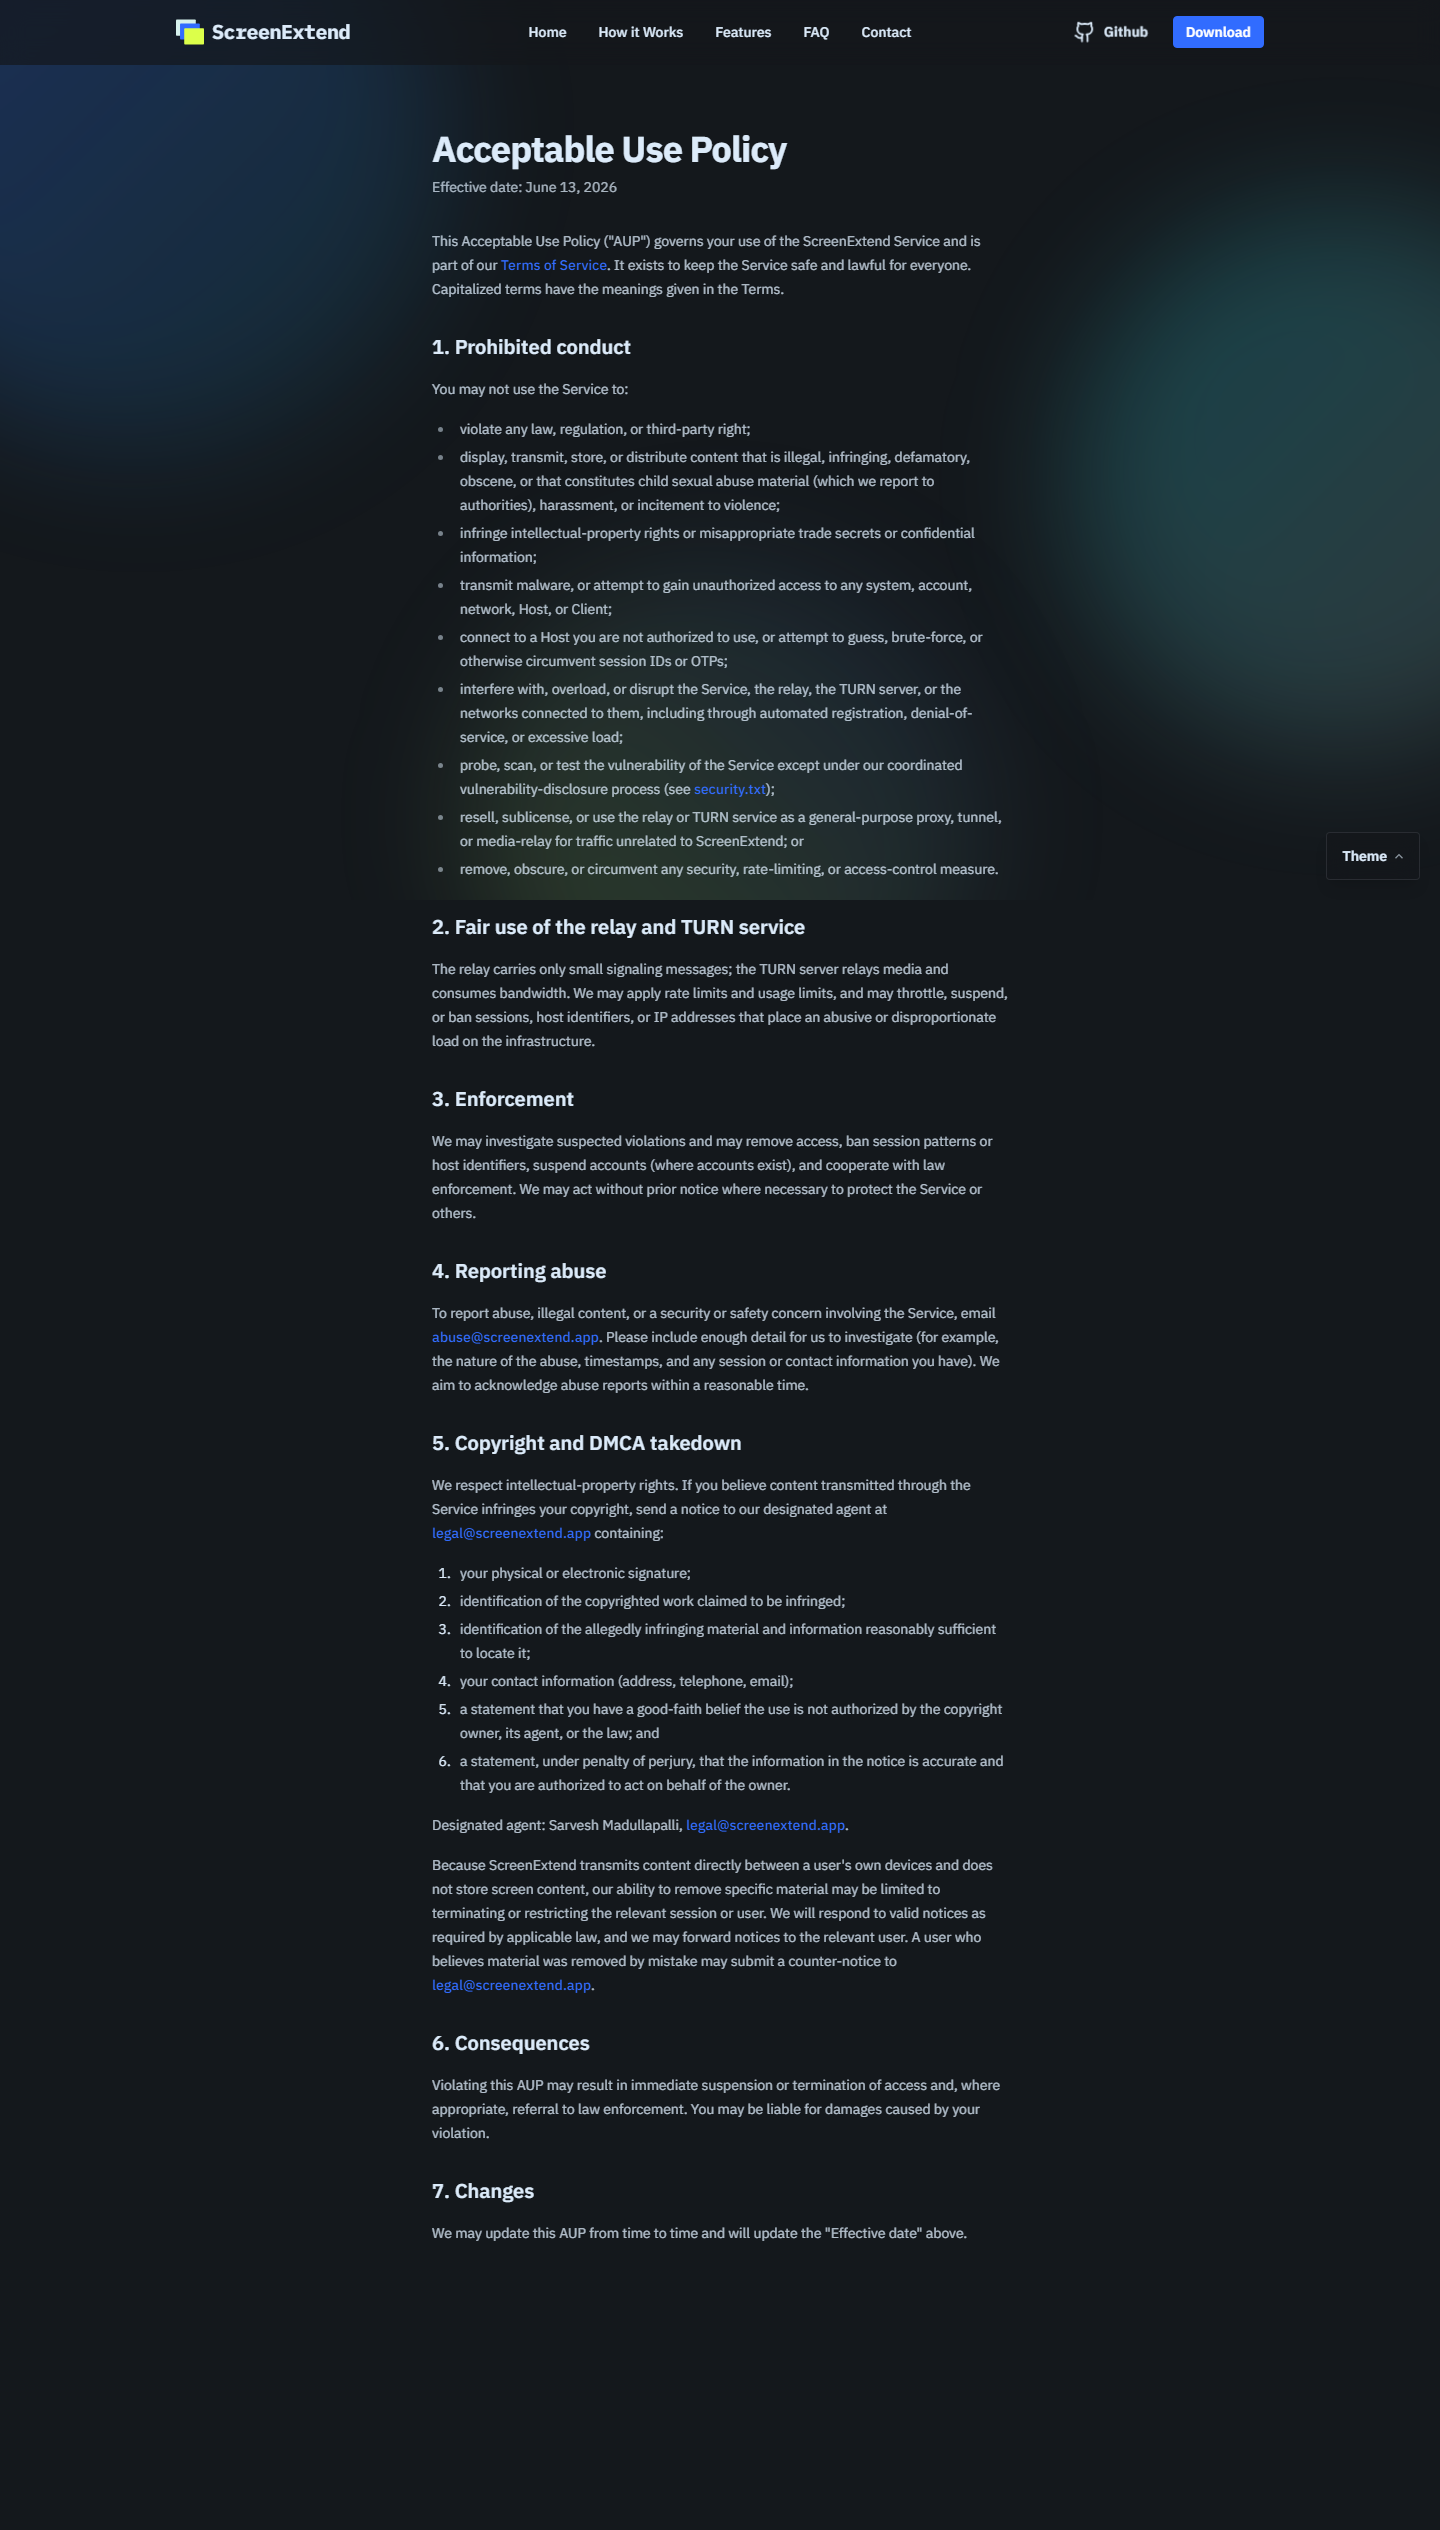 ScreenExtend
Home
How it Works
Features
FAQ
Contact
Github
Download
Acceptable Use Policy
Effective date: June 13, 2026
This Acceptable Use Policy ("AUP") governs your use of the ScreenExtend Service and is
part of our Terms of Service. It exists to keep the Service safe and lawful for everyone.
Capitalized terms have the meanings given in the Terms.
1. Prohibited conduct
You may not use the Service to:
• violate any law, regulation, or third-party right;
• display, transmit, store, or distribute content that is illegal, infringing, defamatory,
obscene, or that constitutes child sexual abuse material (which we report to
authorities), harassment, or incitement to violence;
• infringe intellectual-property rights or misappropriate trade secrets or confidential
information;
• transmit malware, or attempt to gain unauthorized access to any system, account,
network, Host, or Client;
• connect to a Host you are not authorized to use, or attempt to guess, brute-force, or
otherwise circumvent session IDs or OTPs;
• interfere with, overload, or disrupt the Service, the relay, the TURN server, or the
networks connected to them, including through automated registration, denial-of-
service, or excessive load;
• probe, scan, or test the vulnerability of the Service except under our coordinated
vulnerability-disclosure process (see security.txt);
• resell, sublicense, or use the relay or TURN service as a general-purpose proxy, tunnel,
or media-relay for traffic unrelated to ScreenExtend; or
Theme
• remove, obscure, or circumvent any security, rate-limiting, or access-control measure.
2. Fair use of the relay and TURN service
The relay carries only small signaling messages; the TURN server relays media and
consumes bandwidth. We may apply rate limits and usage limits, and may throttle, suspend,
or ban sessions, host identifiers, or IP addresses that place an abusive or disproportionate
load on the infrastructure.
3. Enforcement
We may investigate suspected violations and may remove access, ban session patterns or
host identifiers, suspend accounts (where accounts exist), and cooperate with law
enforcement. We may act without prior notice where necessary to protect the Service or
others.
4. Reporting abuse
To report abuse, illegal content, or a security or safety concern involving the Service, email
abuse@screenextend.app. Please include enough detail for us to investigate (for example,
the nature of the abuse, timestamps, and any session or contact information you have). We
aim to acknowledge abuse reports within a reasonable time.
5. Copyright and DMCA takedown
We respect intellectual-property rights. If you believe content transmitted through the
Service infringes your copyright, send a notice to our designated agent at
legal@screenextend.app containing:
1. your physical or electronic signature;
2. identification of the copyrighted work claimed to be infringed;
3. identification of the allegedly infringing material and information reasonably sufficient
to locate it;
4. your contact information (address, telephone, email);
5. a statement that you have a good-faith belief the use is not authorized by the copyright
owner, its agent, or the law; and
6. a statement, under penalty of perjury, that the information in the notice is accurate and
that you are authorized to act on behalf of the owner.
Designated agent: Sarvesh Madullapalli, legal@screenextend.app.
Because ScreenExtend transmits content directly between a user's own devices and does
not store screen content, our ability to remove specific material may be limited to
terminating or restricting the relevant session or user. We will respond to valid notices as
required by applicable law, and we may forward notices to the relevant user. A user who
believes material was removed by mistake may submit a counter-notice to
legal@screenextend.app.
6. Consequences
Violating this AUP may result in immediate suspension or termination of access and, where
appropriate, referral to law enforcement. You may be liable for damages caused by your
violation.
7. Changes
We may update this AUP from time to time and will update the "Effective date" above.